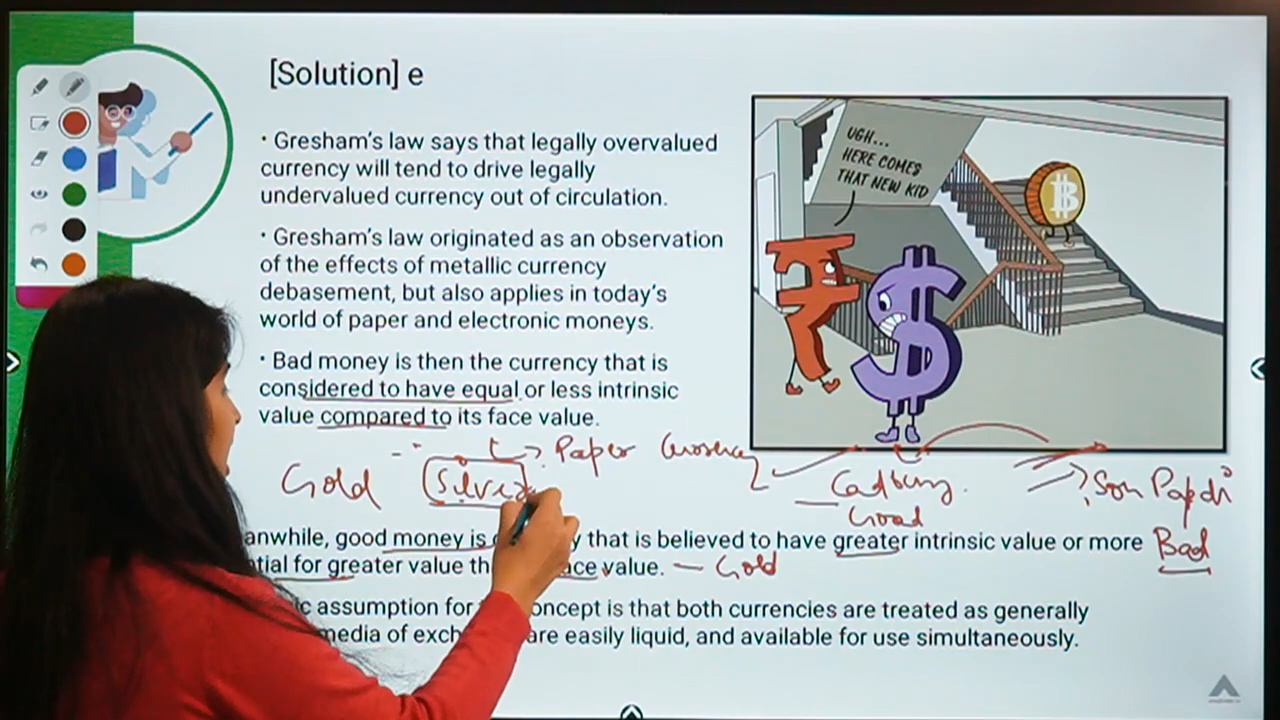 [Solution] e
• Gresham's law says that legally overvalued
currency will tend to drive legally
undervalued currency out of circulation.
• Gresham's law originated as an observation
of the effects of metallic currency
debasement, but also applies in today's
world of paper and electronic moneys.
• Bad money is then the currency that is
considered to have equal or less intrinsic
value compared to its face value.
UGH...
HERE COMES
THAT NEW KID
Paper Currency
Gold Silver
Cadbury
Good
Son Papdi
Bad
anwhile, good money is y that is believed to have greater intrinsic value or more
tial for greater value th ace value. — Gold
ic assumption for oncept is that both currencies are treated as generally
media of exch are easily liquid, and available for use simultaneously.